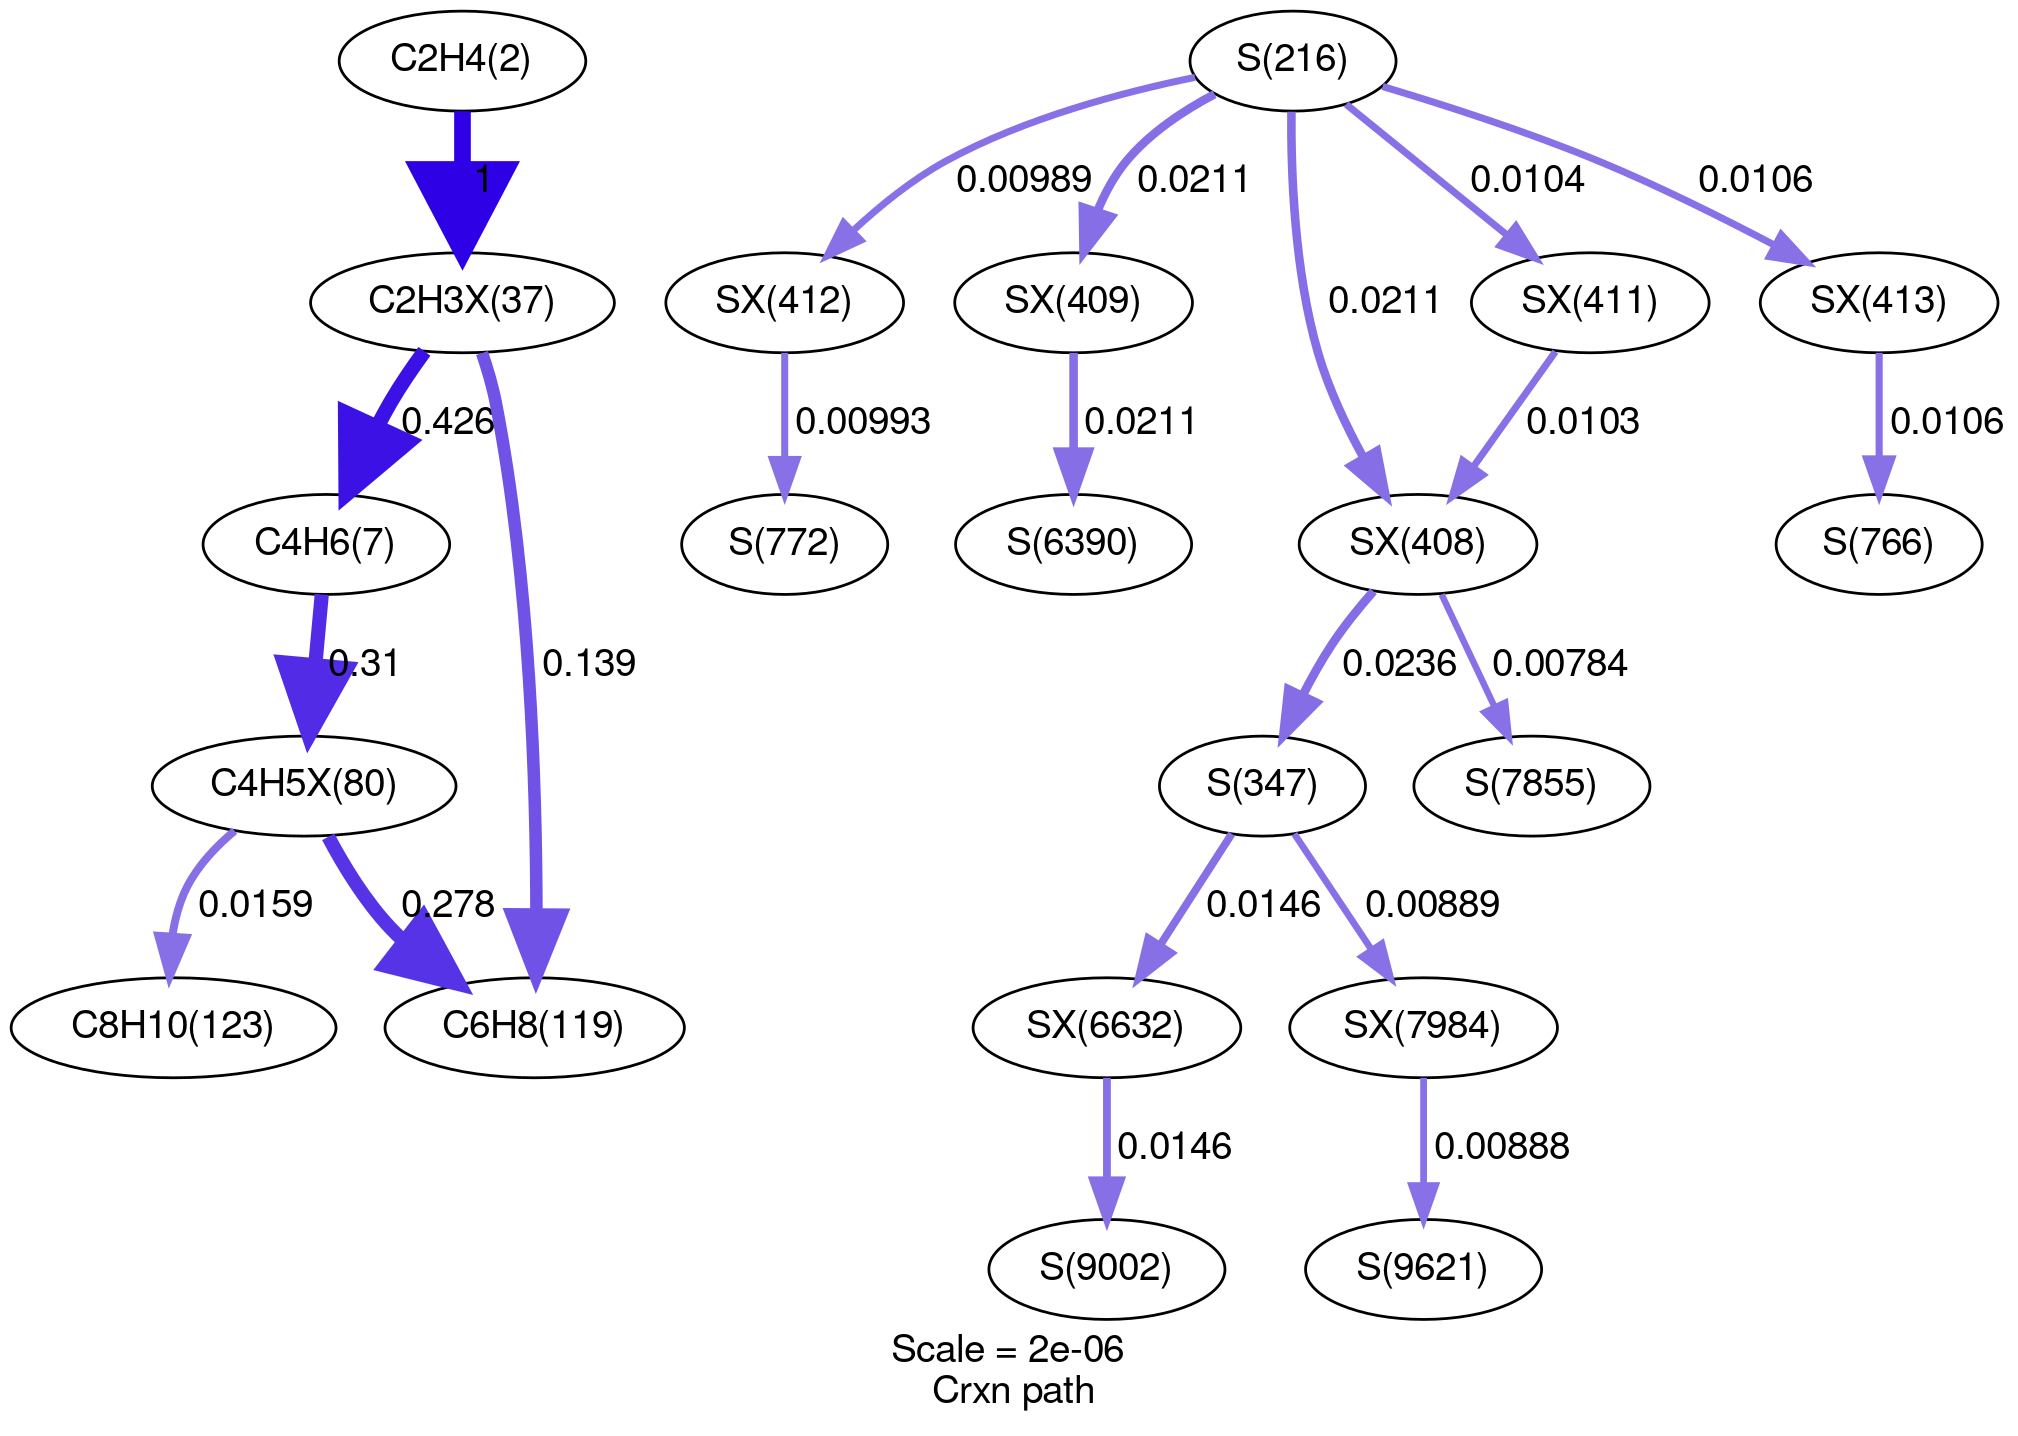 C2H4(2)
S(216)
1
0.00989
0.0211
0.0104
0.0106
C2H3X(37)
SX(412)
SX(409)
0.0211
SX(411)
SX(413)
0.426
0.00993
0.0211
0.0103
0.0106
C4H6(7)
S(772)
S(6390)
SX(408)
S(766)
0.31
0.139
0.0236
0.00784
C4H5X(80)
S(347)
S(7855)
0.0159
0.278
0.0146
0.00889
C8H10(123)
C6H8(119)
SX(6632)
SX(7984)
0.0146
0.00888
S(9002)
S(9621)
Scale = 2e-06
Crxn path